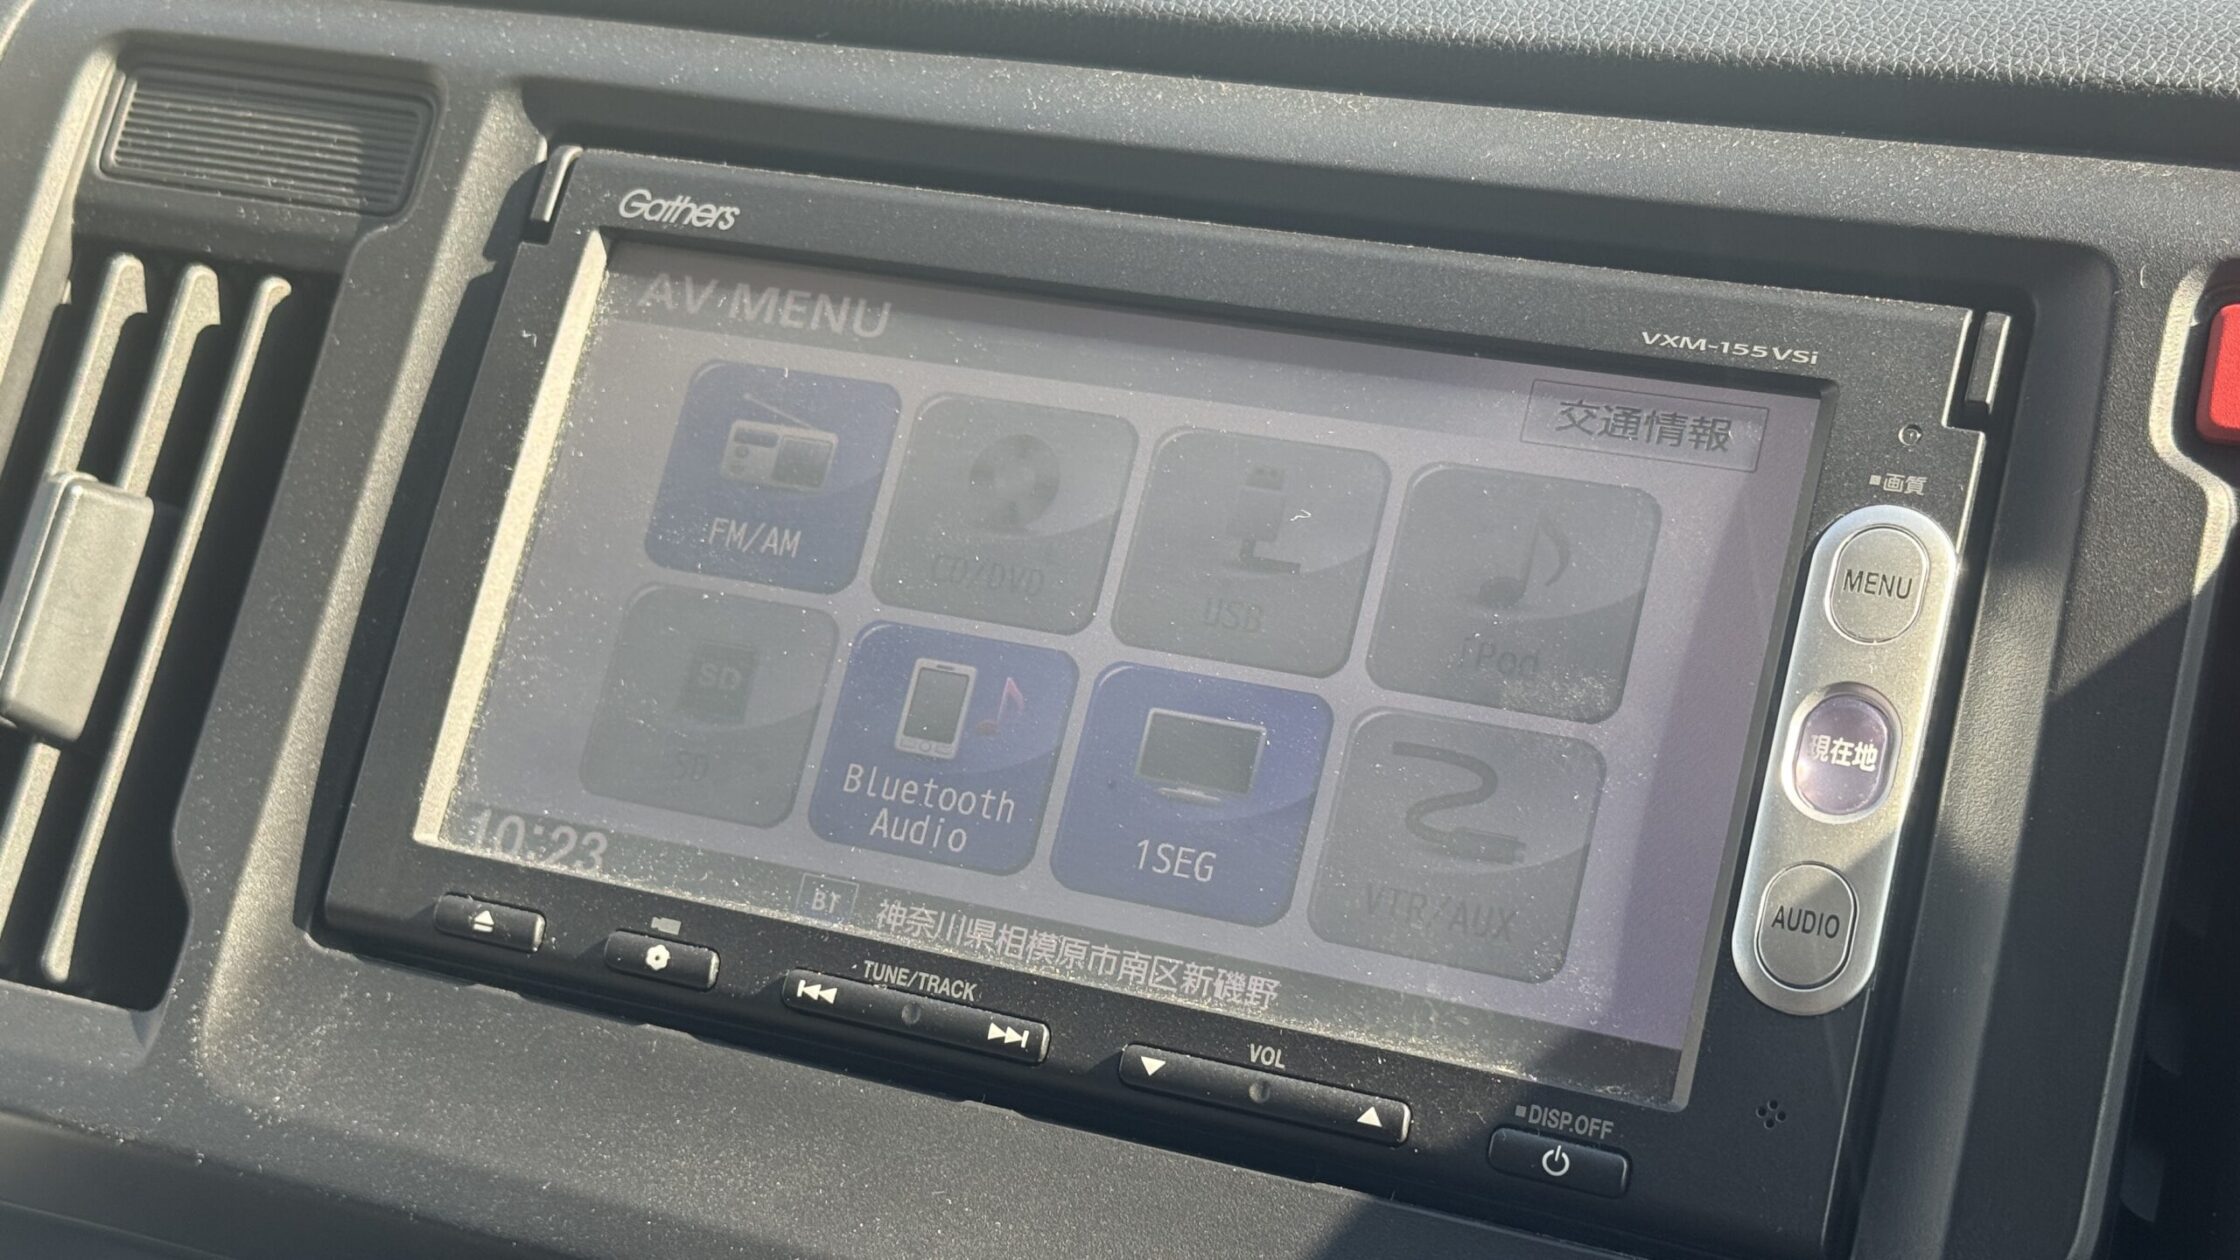 Gathers
VXM-155VSi
AV MENU
交通情報
画質
FM/AM
CD/DVD
USB
iPod
MENU
SD
SD
Bluetooth
Audio
1SEG
VTR/AUX
現在地
AUDIO
10:23
BT
神奈川県相模原市南区新磯野
TUNE/TRACK
VOL
DISP.OFF